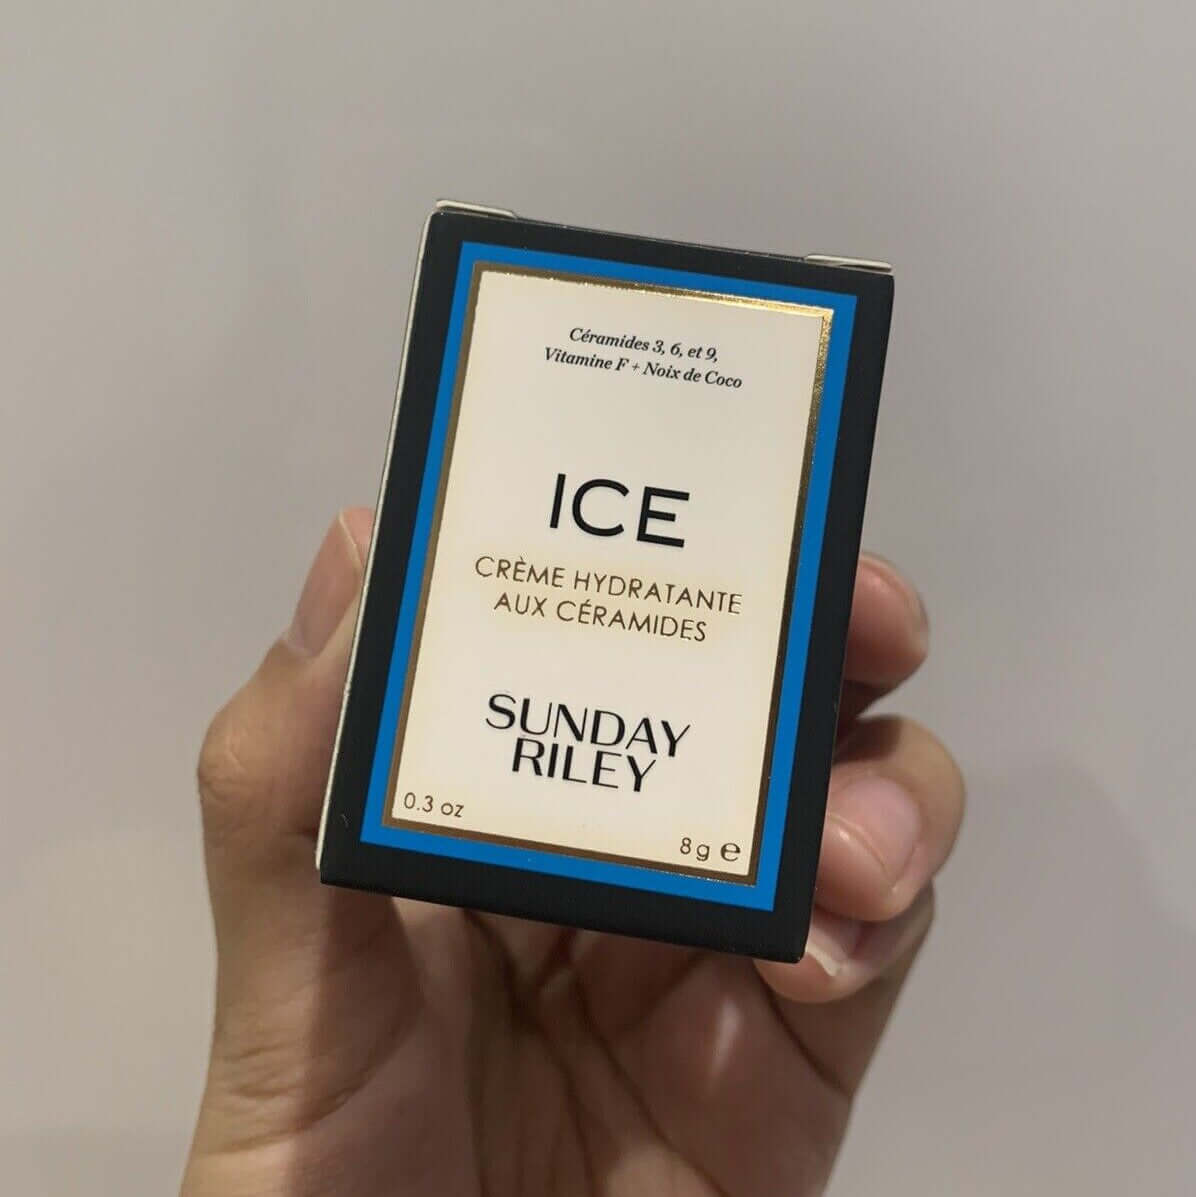 Céramides 3, 6, et 9,
Vitamine F + Noix de Coco
ICE
CRÈME HYDRATANTE
AUX CÉRAMIDES
SUNDAY
RILEY
0.3 oz
8 g ℮